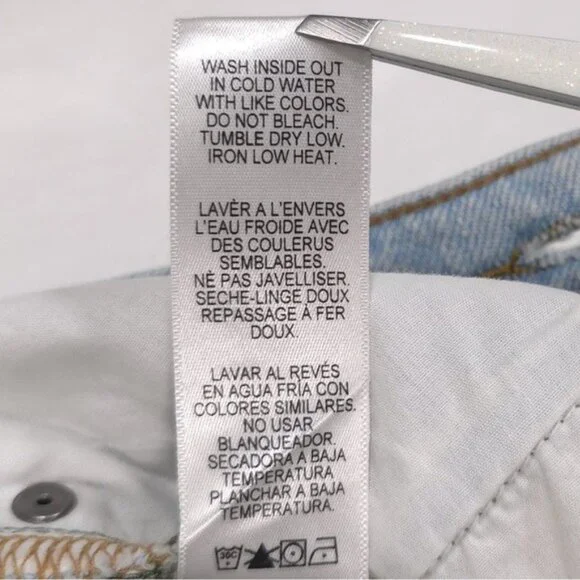 WASH INSIDE OUT
IN COLD WATER
WITH LIKE COLORS.
DO NOT BLEACH.
TUMBLE DRY LOW.
IRON LOW HEAT.
LAVÈR A L'ENVERS
L'EAU FROIDE AVEC
DES COULERUS
SEMBLABLES.
NÈ PAS JAVELLISER.
SECHE-LINGE DOUX
REPASSAGE À FER
DOUX.
LAVAR AL REVÉS
EN AGUA FRÍA CON
COLORES SIMILARES.
NO USAR
BLANQUEADOR.
SECADORA A BAJA
TEMPERATURA
PLANCHAR A BAJA
TEMPERATURA.
30C